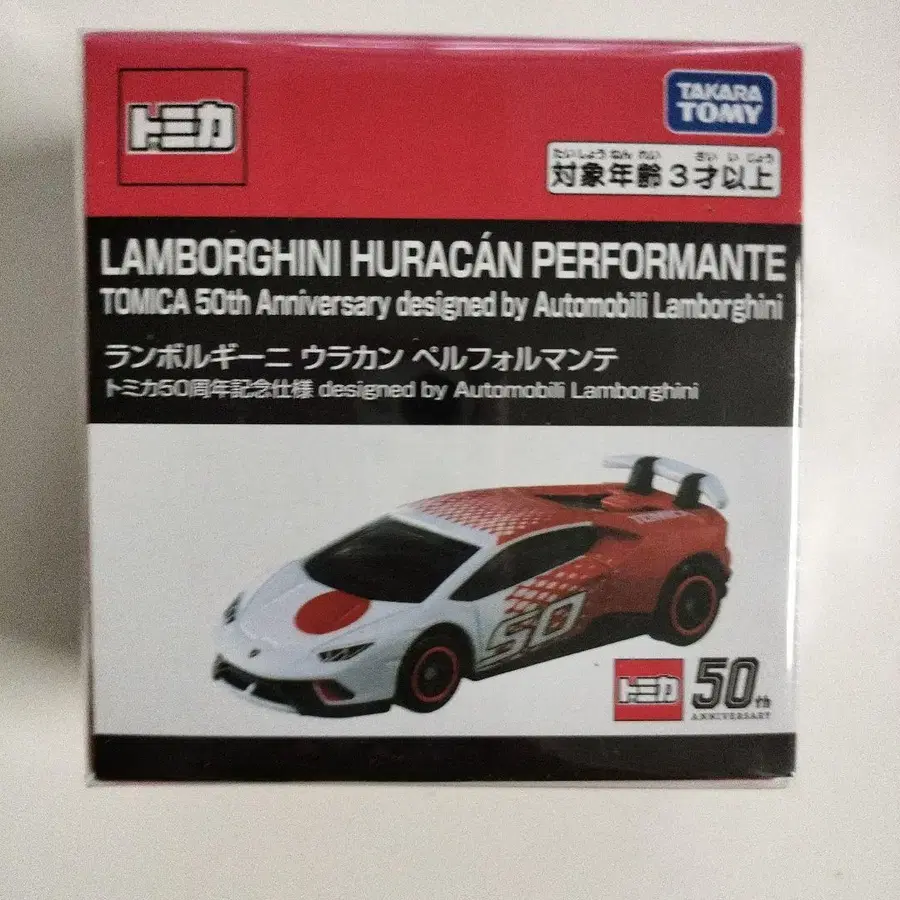 トミカ
TAKARA
TOMY
たいしょうねんれい さいいじょう
対象年齢3才以上
LAMBORGHINI HURACÁN PERFORMANTE
TOMICA 50th Anniversary designed by Automobili Lamborghini
ランボルギーニ ウラカン ペルフォルマンテ
トミカ50周年記念仕様 designed by Automobili Lamborghini
TOMICA
50
トミカ 50th
ANNIVERSARY